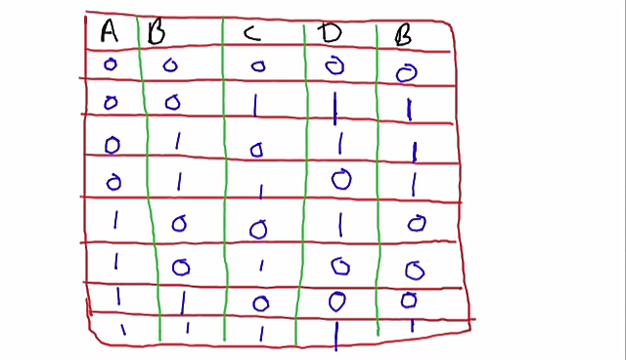 A B C D B
0 0 0 0 0
0 0 1 1 1
0 1 0 1 1
0 1 1 0 1
1 0 0 1 0
1 0 1 0 0
1 1 0 0 0
1 1 1 1 1